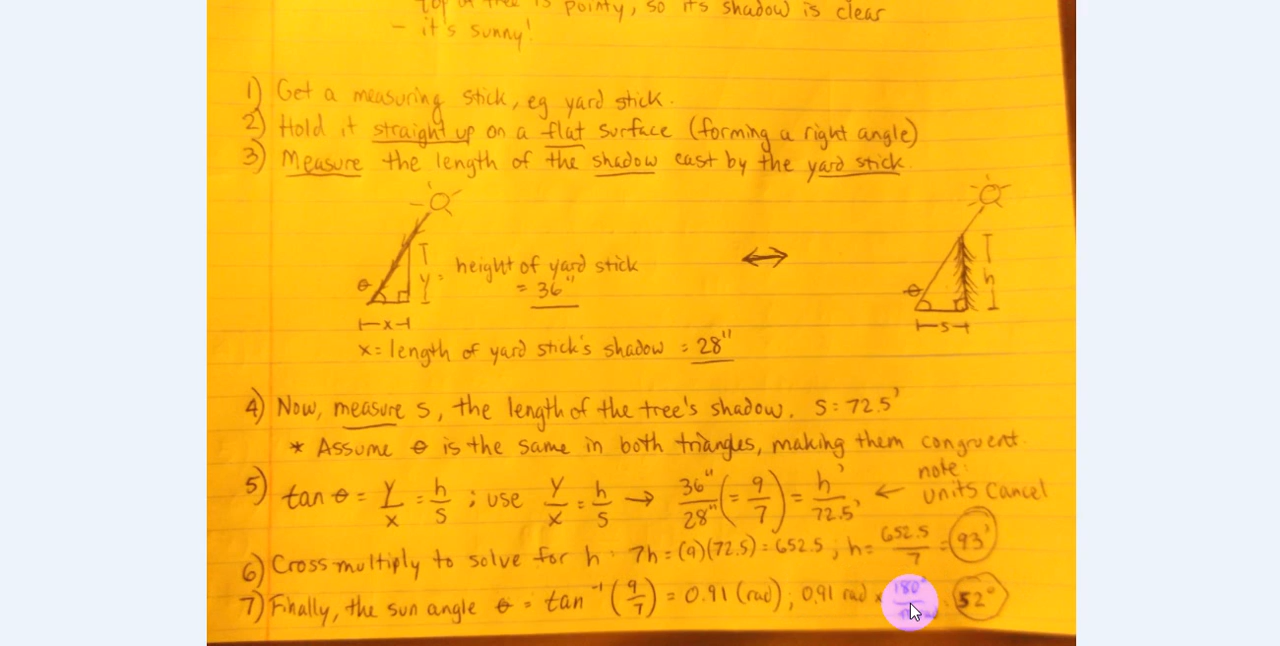 top of tree is pointy, so its shadow is clear
- it's sunny!
1) Get a measuring stick, eg yard stick.
2) Hold it straight up on a flat surface (forming a right angle)
3) Measure the length of the shadow cast by the yard stick.
θ Y = height of yard stick
= 36"
x
↔
θ h
s
x = length of yard stick's shadow = 28"
4) Now, measure s, the length of the tree's shadow. S = 72.5'
* Assume θ is the same in both triangles, making them congruent.
5) tan θ = Y/x = h/s ; use Y/x = h/s → 36"/28" (= 9/7) = h'/72.5' ← note: units cancel
6) Cross multiply to solve for h: 7h = (9)(72.5) = 652.5 ; h = 652.5/7 = 93'
7) Finally, the sun angle θ = tan⁻¹ (9/7) = 0.91 (rad) ; 0.91 rad × 180° = 52°